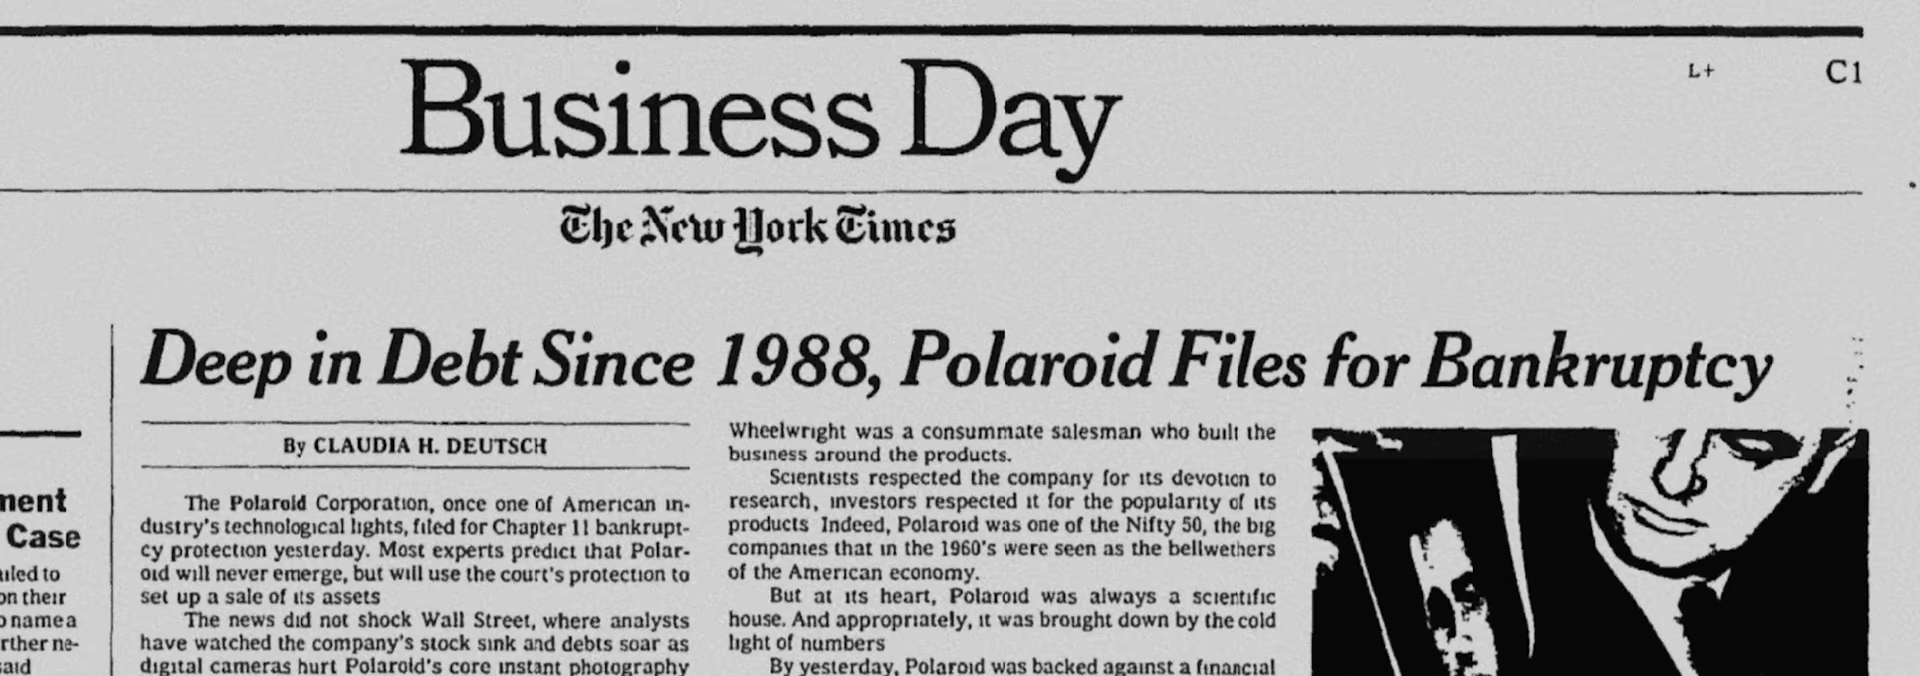 L+ C1
Business Day
The New York Times
Deep in Debt Since 1988, Polaroid Files for Bankruptcy
By CLAUDIA H. DEUTSCH
The Polaroid Corporation, once one of American in-
dustry's technological lights, filed for Chapter 11 bankrupt-
cy protection yesterday. Most experts predict that Polar-
oid will never emerge, but will use the court's protection to
set up a sale of its assets
The news did not shock Wall Street, where analysts
have watched the company's stock sink and debts soar as
digital cameras hurt Polaroid's core instant photography
Wheelwright was a consummate salesman who built the
business around the products.
Scientists respected the company for its devotion to
research, investors respected it for the popularity of its
products Indeed, Polaroid was one of the Nifty 50, the big
companies that in the 1960's were seen as the bellwethers
of the American economy.
But at its heart, Polaroid was always a scientific
house. And appropriately, it was brought down by the cold
light of numbers
By yesterday, Polaroid was backed against a financial
ment
Case
to
on their
name a
rther ne-
said